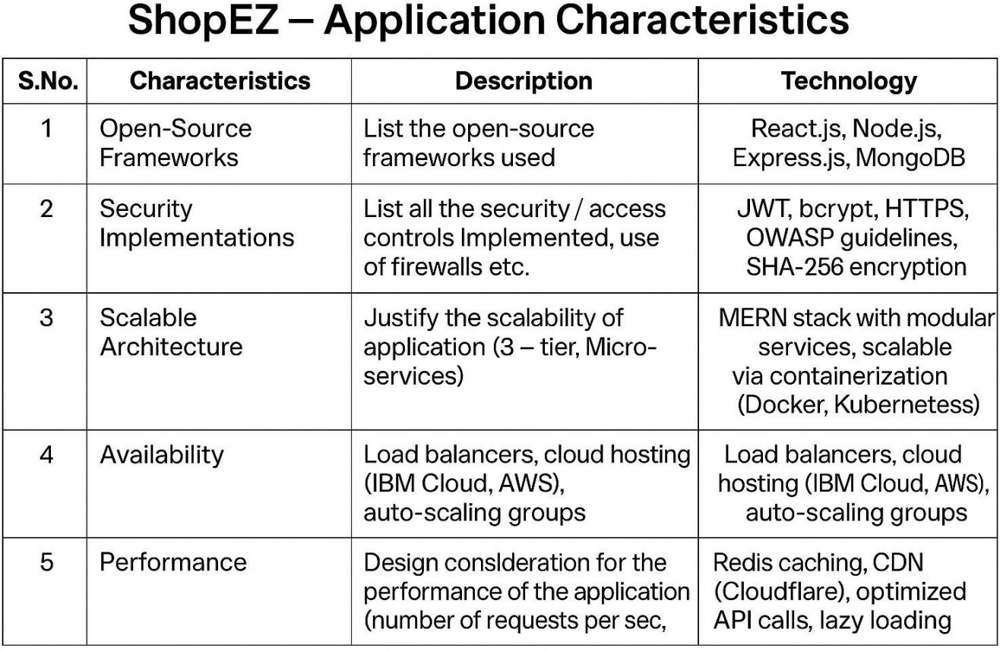 ShopEZ – Application Characteristics
S.No. Characteristics Description Technology
1 Open-Source Frameworks
List the open-source frameworks used
React.js, Node.js,
Express.js, MongoDB
2 Security
Implementations
List all the security / access
controls Implemented, use
of firewalls etc.
JWT, bcrypt, HTTPS,
OWASP guidelines,
SHA-256 encryption
3 Scalable
Architecture
Justify the scalability of
application (3 – tier, Micro-
services)
MERN stack with modular
services, scalable
via containerization
(Docker, Kubernetess)
4 Availability
Load balancers, cloud hosting
(IBM Cloud, AWS),
auto-scaling groups
Load balancers, cloud
hosting (IBM Cloud, AWS),
auto-scaling groups
5 Performance
Design consIderation for the
performance of the application
(number of requests per sec,
Redis caching, CDN
(Cloudflare), optimized
API calls, lazy loading